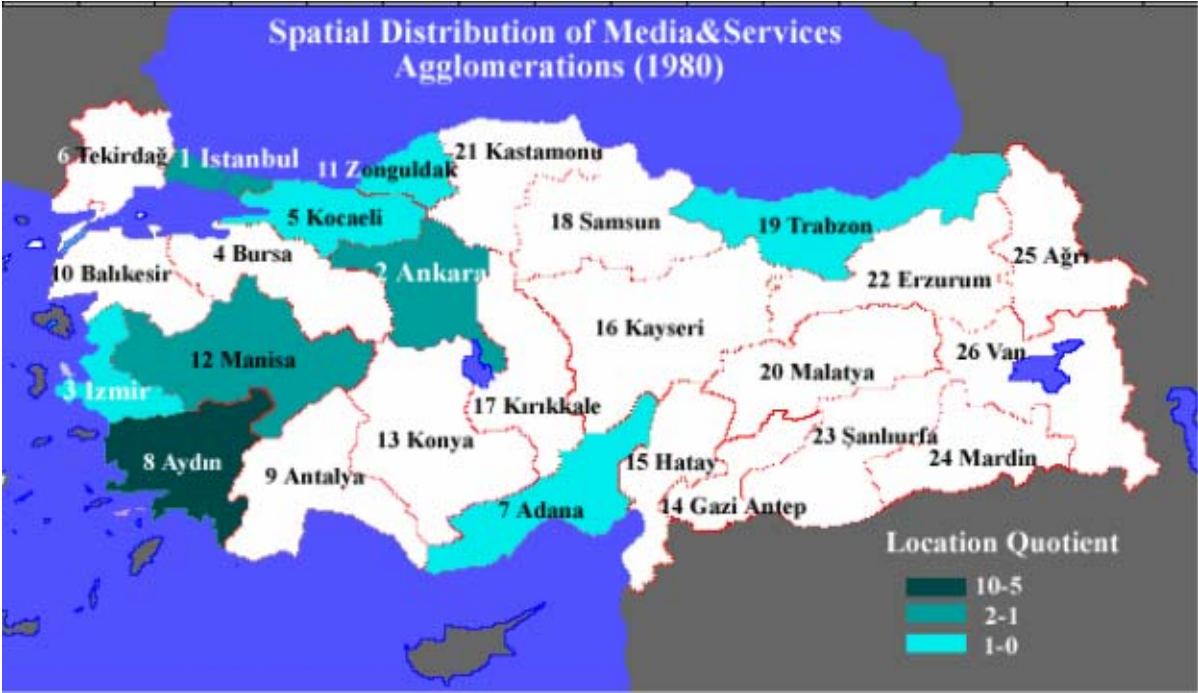 Spatial Distribution of Media&Services
Agglomerations (1980)
6 Tekirdağ
1 Istanbul
11 Zonguldak
21 Kastamonu
5 Kocaeli
18 Samsun
19 Trabzon
4 Bursa
2 Ankara
25 Ağrı
10 Balıkesir
22 Erzurum
16 Kayseri
12 Manisa
26 Van
20 Malatya
3 Izmir
17 Kırıkkale
13 Konya
23 Şanlıurfa
8 Aydın
9 Antalya
15 Hatay
24 Mardin
7 Adana
14 Gazi Antep
Location Quotient
10-5
2-1
1-0